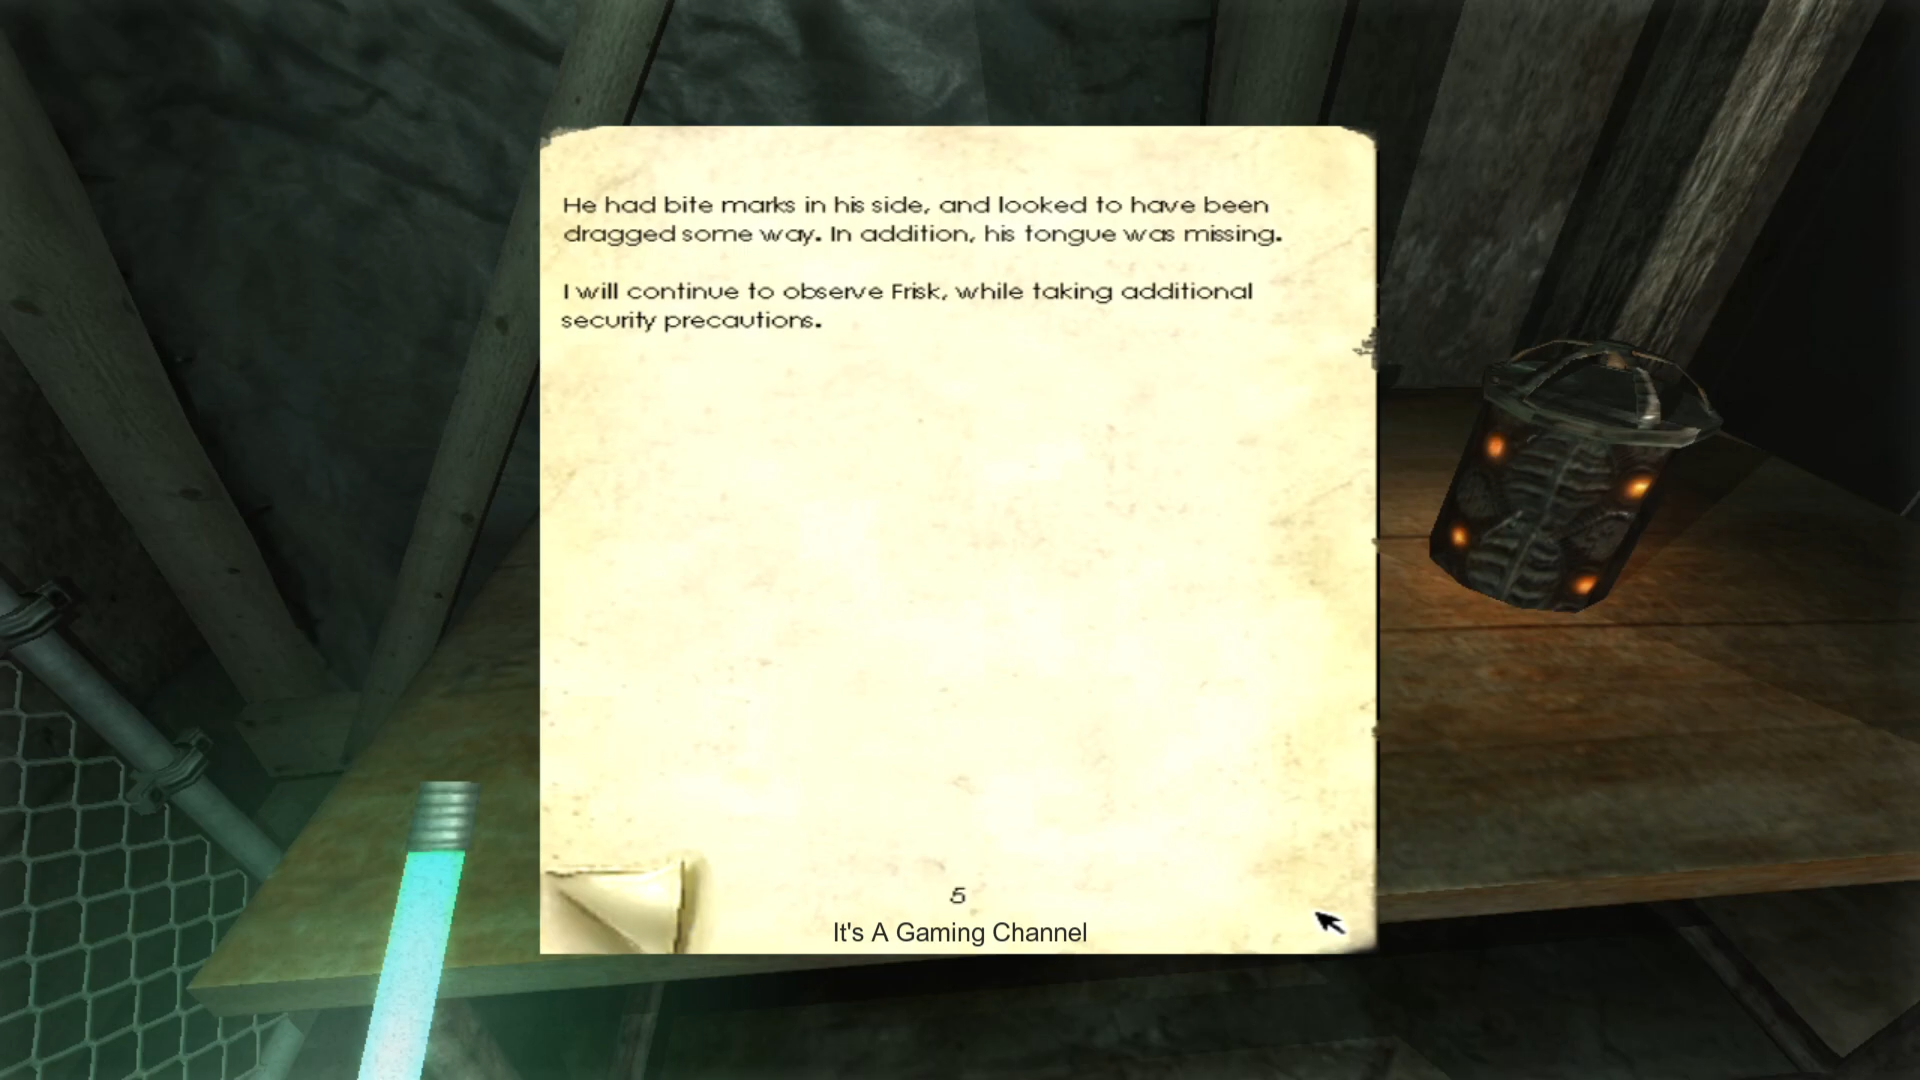 He had bite marks in his side, and looked to have been
dragged some way. In addition, his tongue was missing.
I will continue to observe Frisk, while taking additional
security precautions.
5
It's A Gaming Channel